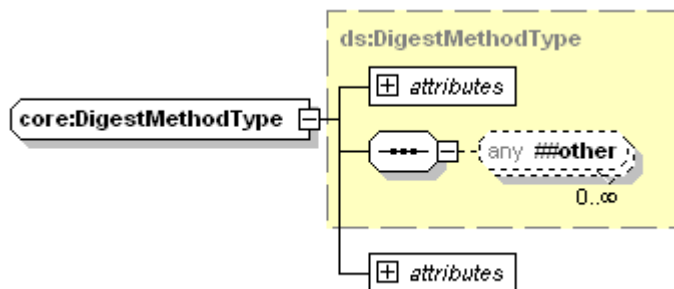 ds:DigestMethodType
attributes
core:DigestMethodType
any ##other
0..∞
attributes